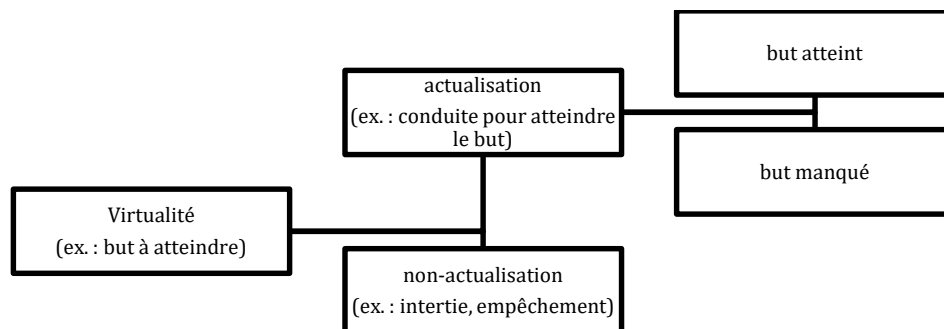 but atteint
actualisation
(ex. : conduite pour atteindre
le but)
but manqué
Virtualité
(ex. : but à atteindre)
non-actualisation
(ex. : intertie, empêchement)